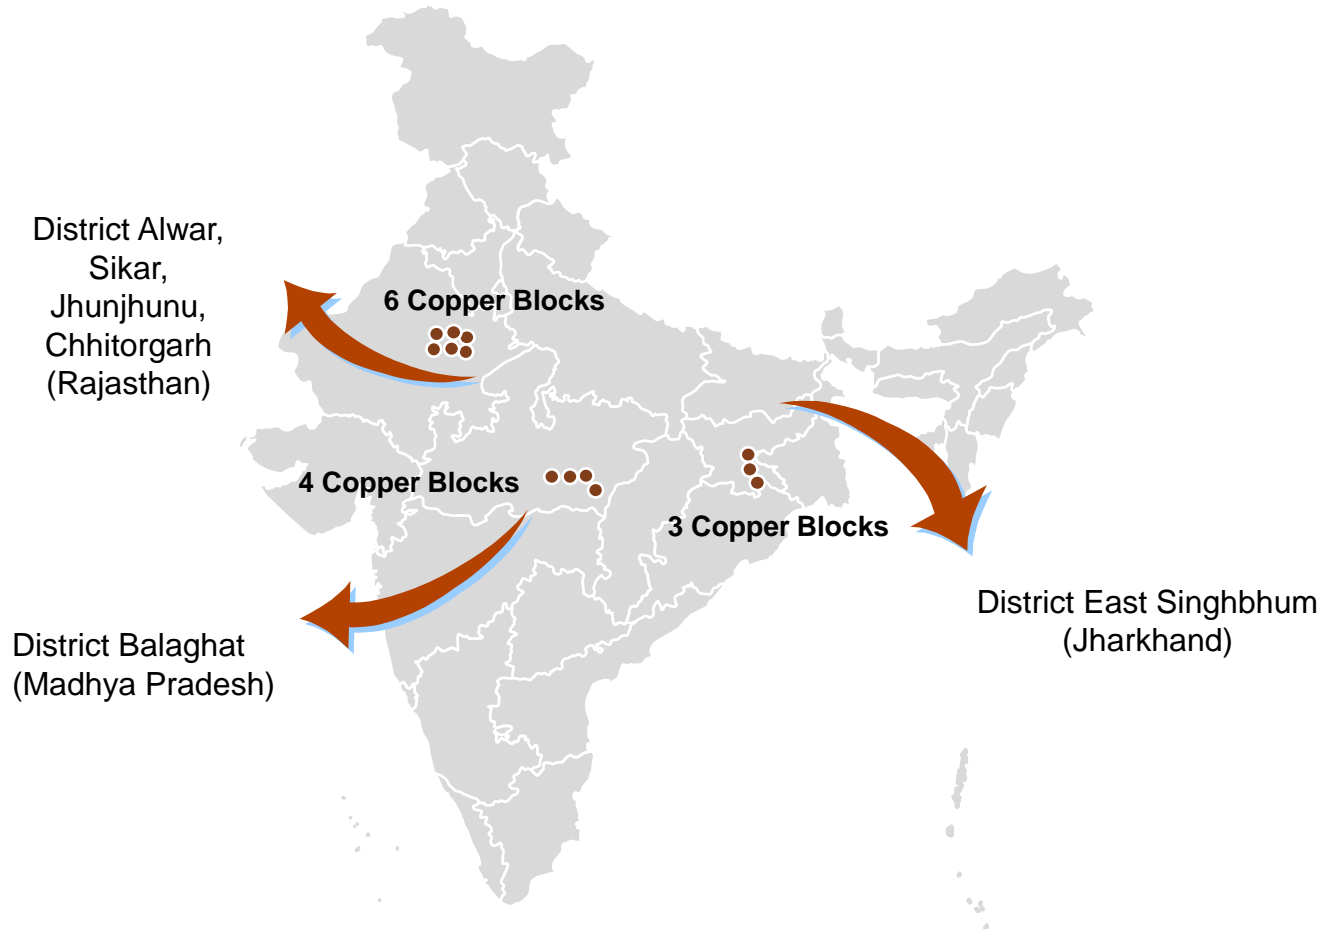 District Alwar,
Sikar,
Jhunjhunu,
Chhitorgarh
(Rajasthan)
6 Copper Blocks
4 Copper Blocks
3 Copper Blocks
District East Singhbhum
(Jharkhand)
District Balaghat
(Madhya Pradesh)